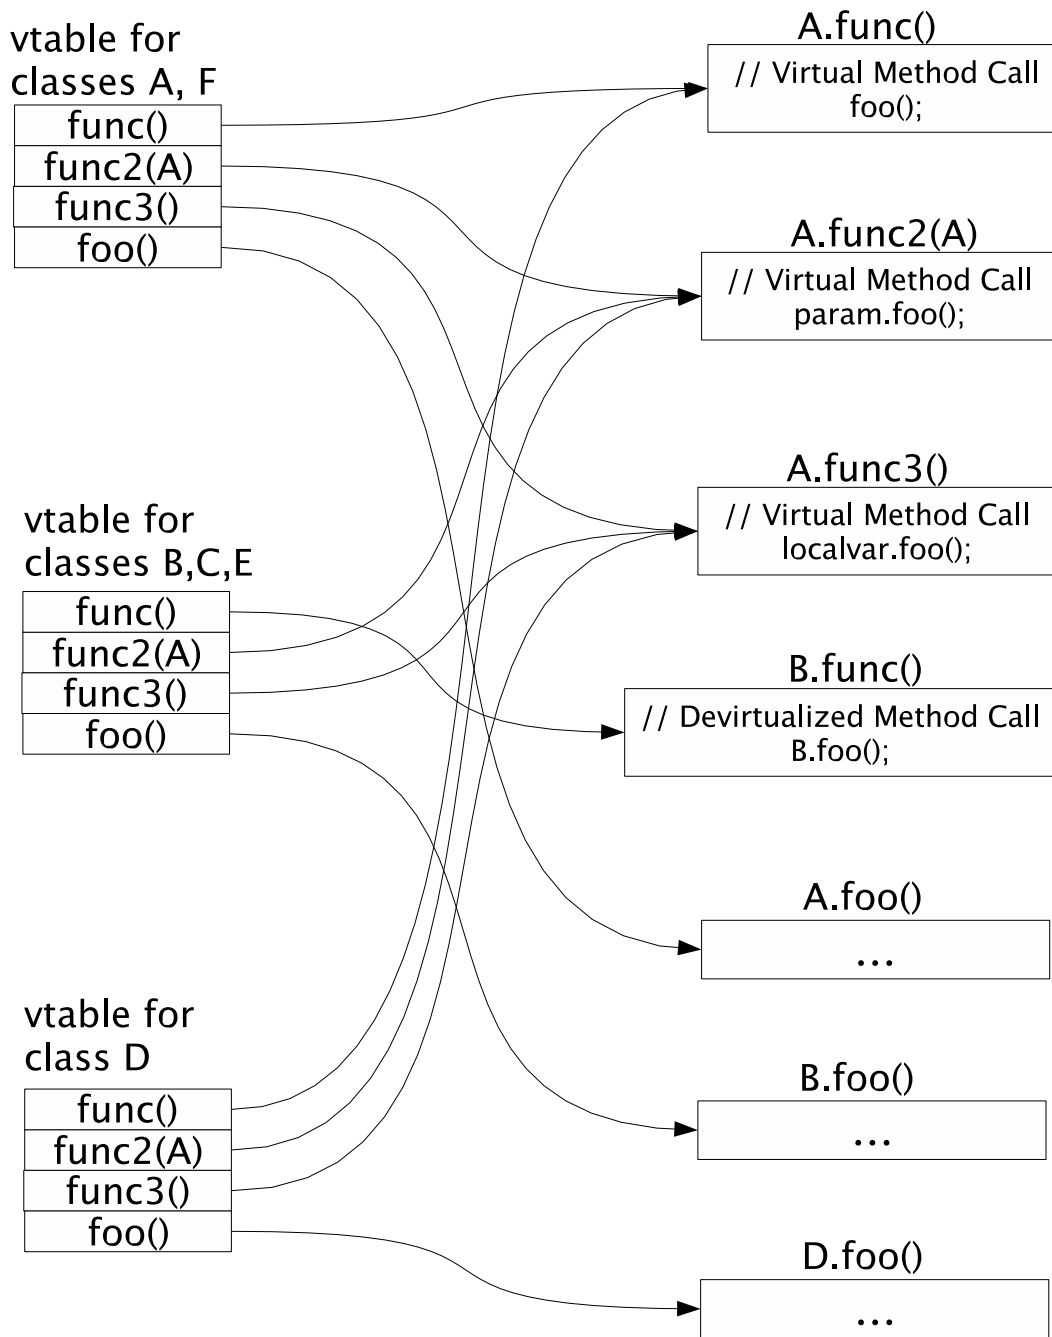 vtable for
classes A, F
func()
func2(A)
func3()
foo()
vtable for
classes B,C,E
func()
func2(A)
func3()
foo()
vtable for
class D
func()
func2(A)
func3()
foo()
A.func()
// Virtual Method Call
foo();
A.func2(A)
// Virtual Method Call
param.foo();
A.func3()
// Virtual Method Call
localvar.foo();
B.func()
// Devirtualized Method Call
B.foo();
A.foo()
...
B.foo()
...
D.foo()
...